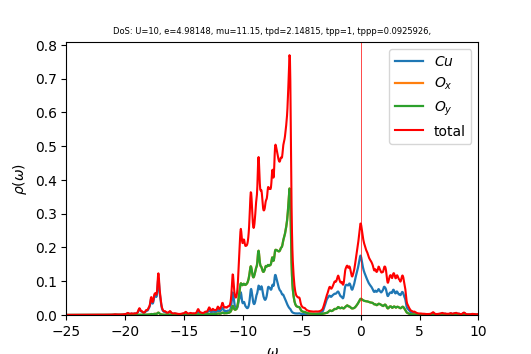 DoS: U=10, e=4.98148, mu=11.15, tpd=2.14815, tpp=1, tppp=0.0925926,
0.8
0.7
0.6
0.5
0.4
0.3
0.2
0.1
0.0
ρ(ω)
Cu
Oₓ
O_y
total
−25 −20 −15 −10 −5 0 5 10
ω